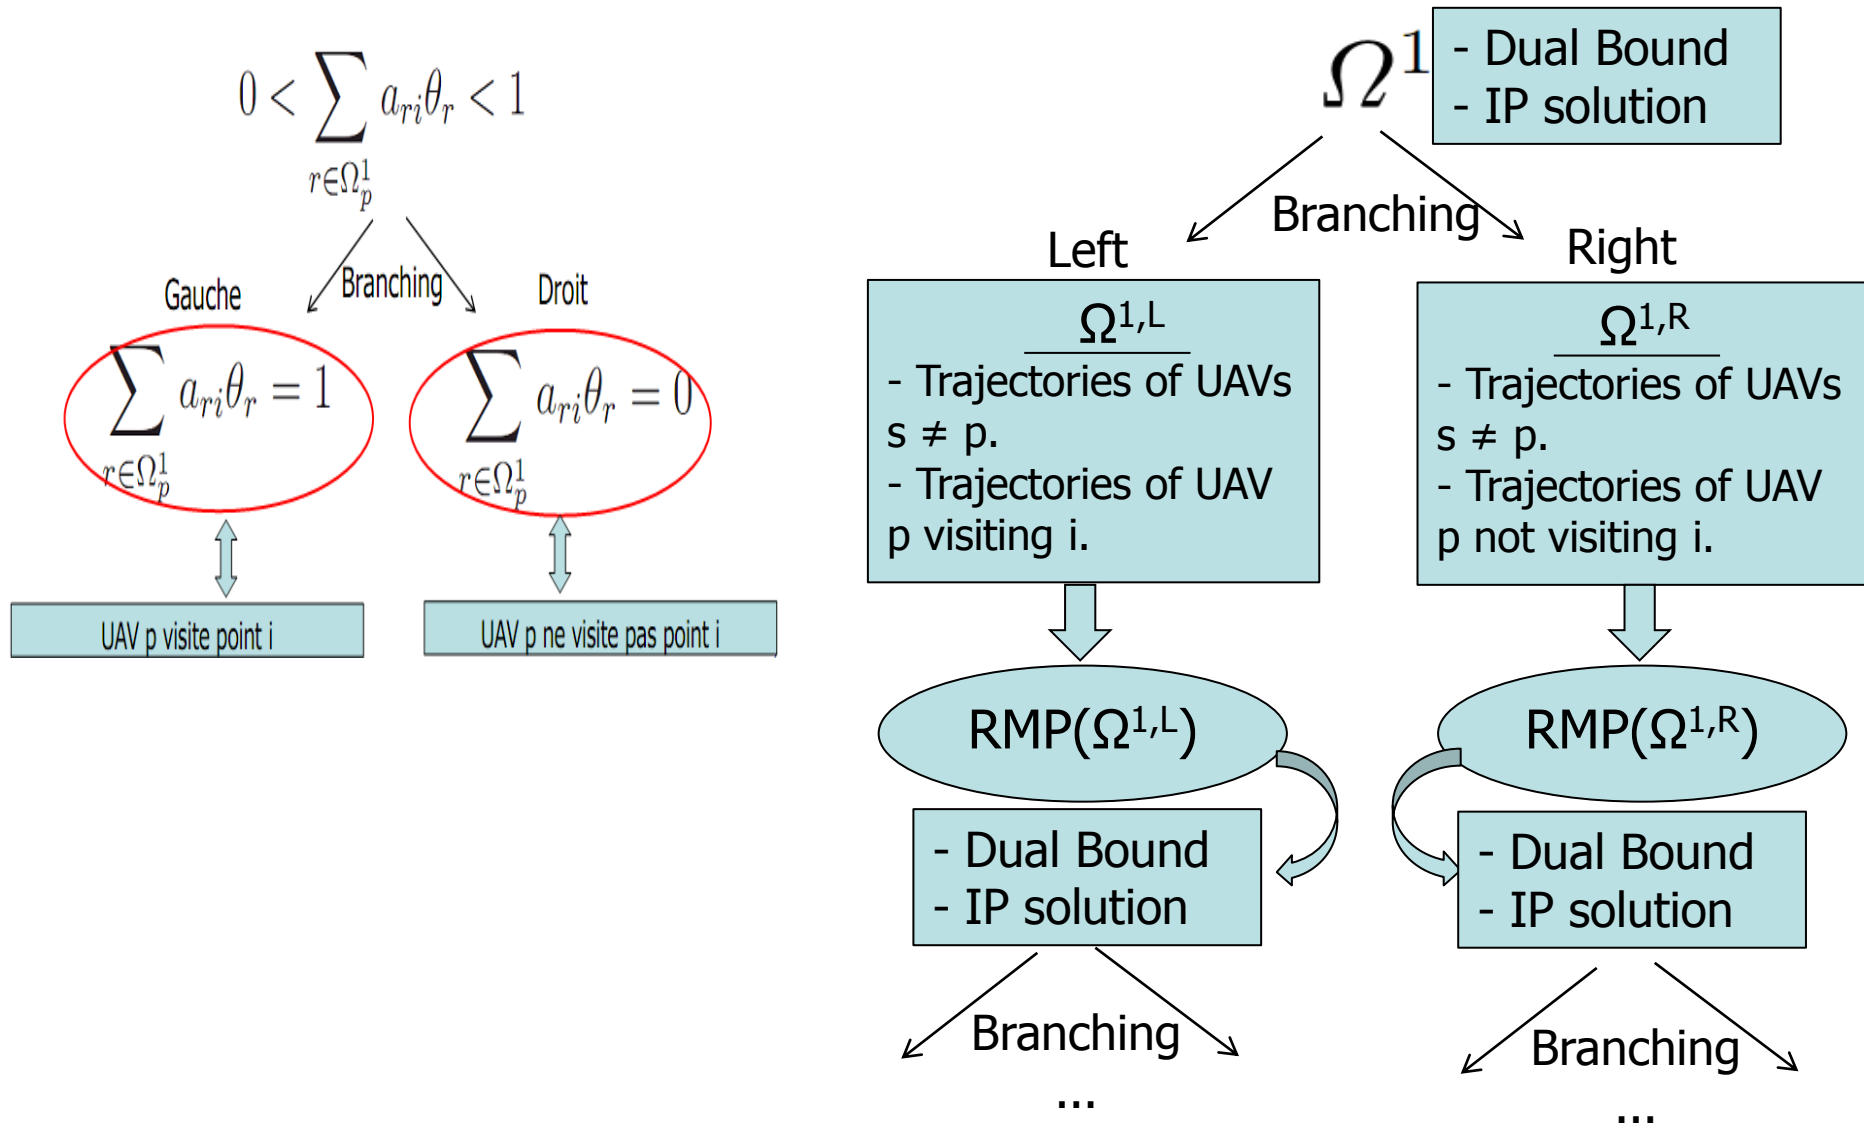 0 < ∑ a_{ri}θ_r < 1
r∈Ω_p^1
Branching
Gauche
Droit
∑ a_{ri}θ_r = 1
r∈Ω_p^1
∑ a_{ri}θ_r = 0
r∈Ω_p^1
UAV p visite point i
UAV p ne visite pas point i
Ω^1
- Dual Bound
- IP solution
Branching
Left
Right
Ω^{1,L}
- Trajectories of UAVs
s ≠ p.
- Trajectories of UAV
p visiting i.
Ω^{1,R}
- Trajectories of UAVs
s ≠ p.
- Trajectories of UAV
p not visiting i.
RMP(Ω^{1,L})
RMP(Ω^{1,R})
- Dual Bound
- IP solution
- Dual Bound
- IP solution
Branching
...
Branching
...